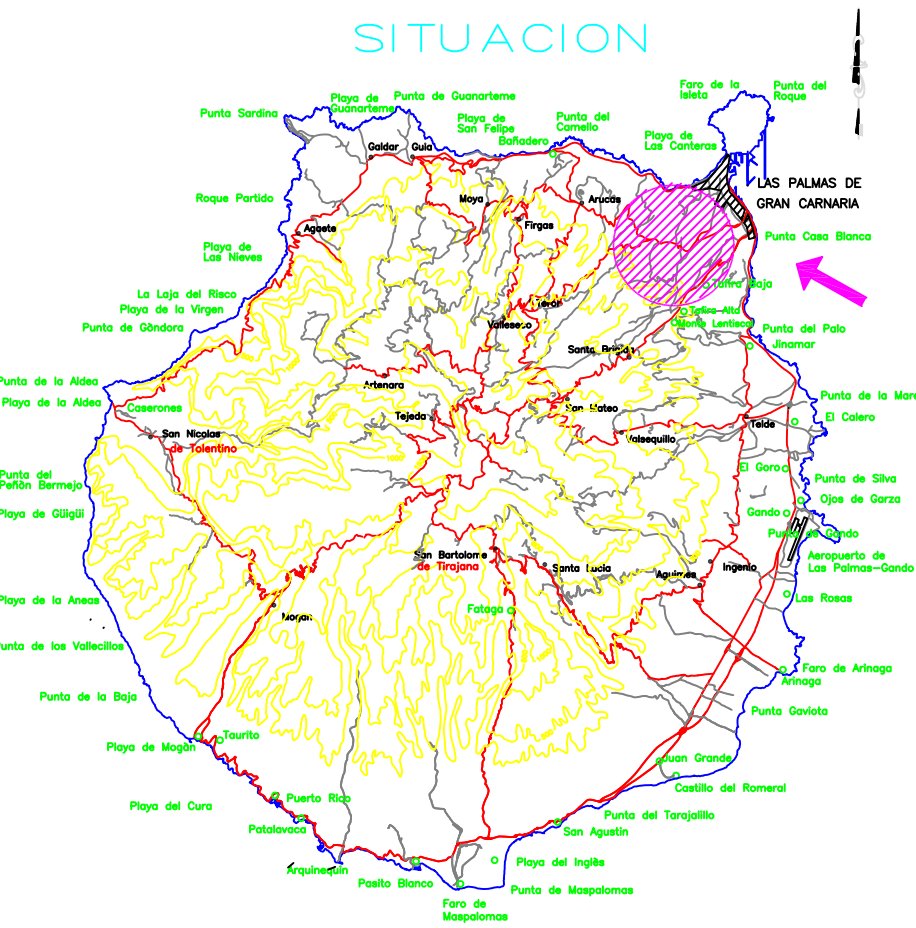 SITUACION
Faro de la
Isleta
Punta del
Roque
Playa de
Guanarteme
Punta de Guanarteme
Punta Sardina
Playa de
San Felipe
Punta del
Camello
Bañadero
Playa de
Las Canteras
Galdar
Guia
LAS PALMAS DE
GRAN CARNARIA
Roque Partido
Moya
Arucas
Firgas
Agaete
Punta Casa Blanca
Playa de
Las Nieves
Tafira Baja
La Laja del Risco
Playa de la Virgen
Teror
Tafira Alta
Monte Lentiscal
Punta de Gòndora
Valleseco
Punta del Palo
Jinamar
Santa Brigida
Punta de la Aldea
Artenara
Playa de la Aldea
Caserones
San Mateo
Punta de la Mare
Tejeda
El Calero
Telde
San Nicolas
de Tolentino
Valsequillo
El Goro
Punta del
Peñón Bermejo
Punta de Silva
Ojos de Garza
Playa de Güigüi
Gando
Punta de Gando
San Bartolome
de Tirajana
Santa Lucia
Aguimes
Ingenio
Aeropuerto de
Las Palmas-Gando
Playa de la Aneas
Las Rosas
Fataga
Mogan
Punta de los Vallecillos
Faro de Arinaga
Arinaga
Punta de la Baja
Punta Gaviota
Playa de Mogàn
Taurito
Juan Grande
Castillo del Romeral
Puerto Rico
Playa del Cura
Punta del Tarajalillo
Patalavaca
San Agustin
Arquinequin
Playa del Inglès
Pasito Blanco
Punta de Maspalomas
Faro de
Maspalomas